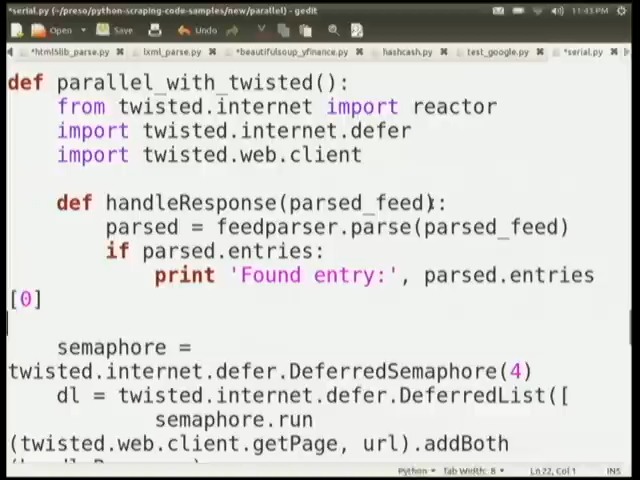 *serial.py (~/preso/python-scraping-code-samples/new/parallel) - gedit
11:43 PM
Open Save Undo
*html5lib_parse.py lxml_parse.py *beautifulsoup_yfinance.py hashcash.py test_google.py *serial.py
def parallel_with_twisted():
from twisted.internet import reactor
import twisted.internet.defer
import twisted.web.client
def handleResponse(parsed_feed):
parsed = feedparser.parse(parsed_feed)
if parsed.entries:
print 'Found entry:', parsed.entries
[0]
semaphore =
twisted.internet.defer.DeferredSemaphore(4)
dl = twisted.internet.defer.DeferredList([
semaphore.run
(twisted.web.client.getPage, url).addBoth
Python Tab Width: 8 Ln 22, Col 1 INS